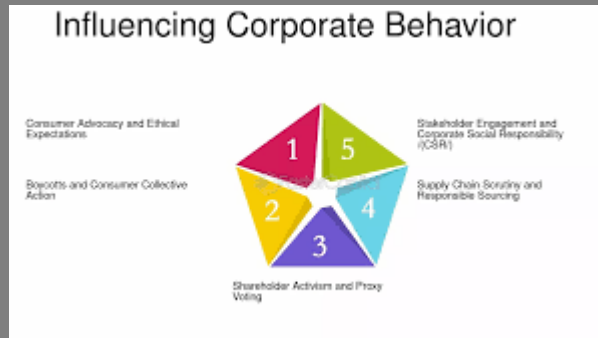 Influencing Corporate Behavior
Consumer Advocacy and Ethical
Expectations
Boycotts and Consumer Collective
Action
1
2
3
4
5
Stakeholder Engagement and
Corporate Social Responsibility
/(CSR/)
Supply Chain Scrutiny and
Responsible Sourcing
Shareholder Activism and Proxy
Voting